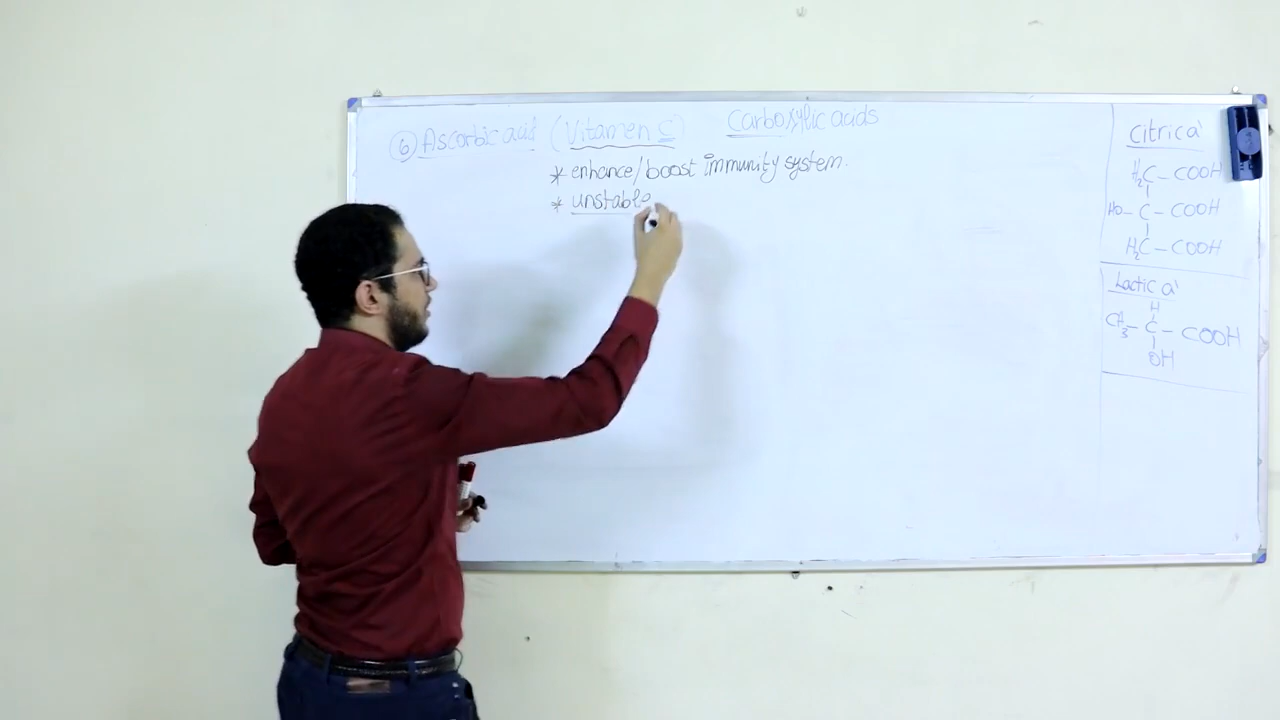 Carboxylic acids
⑥ Ascorbic acid (Vitamen C)
* enhance/boost immunity system.
* unstable
Citric a'
H₂C - COOH
HO - C - COOH
H₂C - COOH
Lactic a'
H
CH₃ - C - COOH
OH